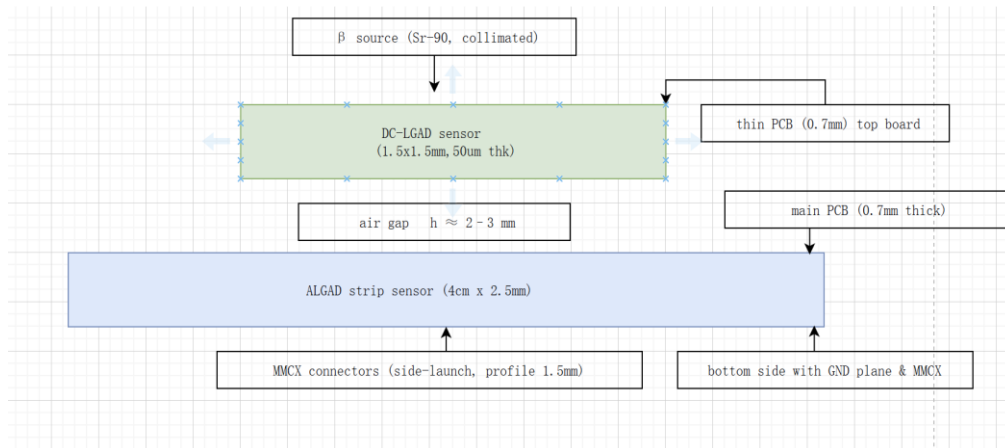 β source (Sr-90, collimated)
DC-LGAD sensor
(1.5x1.5mm,50um thk)
thin PCB (0.7mm) top board
main PCB (0.7mm thick)
air gap h ≈ 2-3 mm
ALGAD strip sensor (4cm x 2.5mm)
MMCX connectors (side-launch, profile 1.5mm)
bottom side with GND plane & MMCX